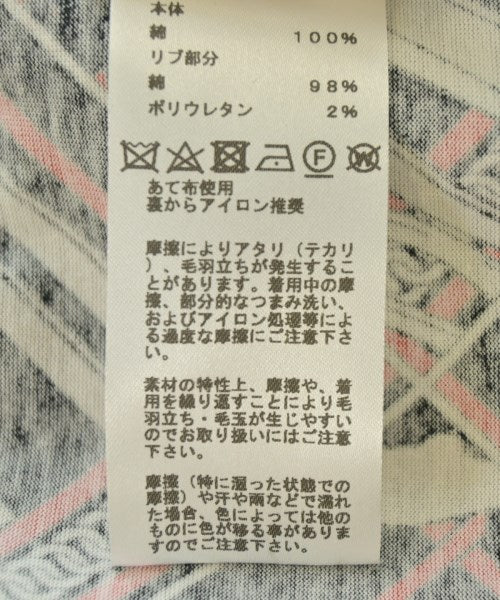 本体
綿 100%
リブ部分
綿 98%
ポリウレタン 2%
F W
あて布使用
裏からアイロン推奨
摩擦によりアタリ（テカリ
）、毛羽立ちが発生するこ
とがあります。着用中の摩
擦、部分的なつまみ洗い、
およびアイロン処理等によ
る過度な摩擦にご注意下さ
い。
素材の特性上、摩擦や、着
用を繰り返すことにより毛
羽立ち・毛玉が生じやすい
のでお取り扱いにはご注意
下さい。
摩擦（特に湿った状態での
摩擦）や汗や雨などで濡れ
た場合、色によっては他の
ものに色が移る事がありま
すのでご注意下さい。